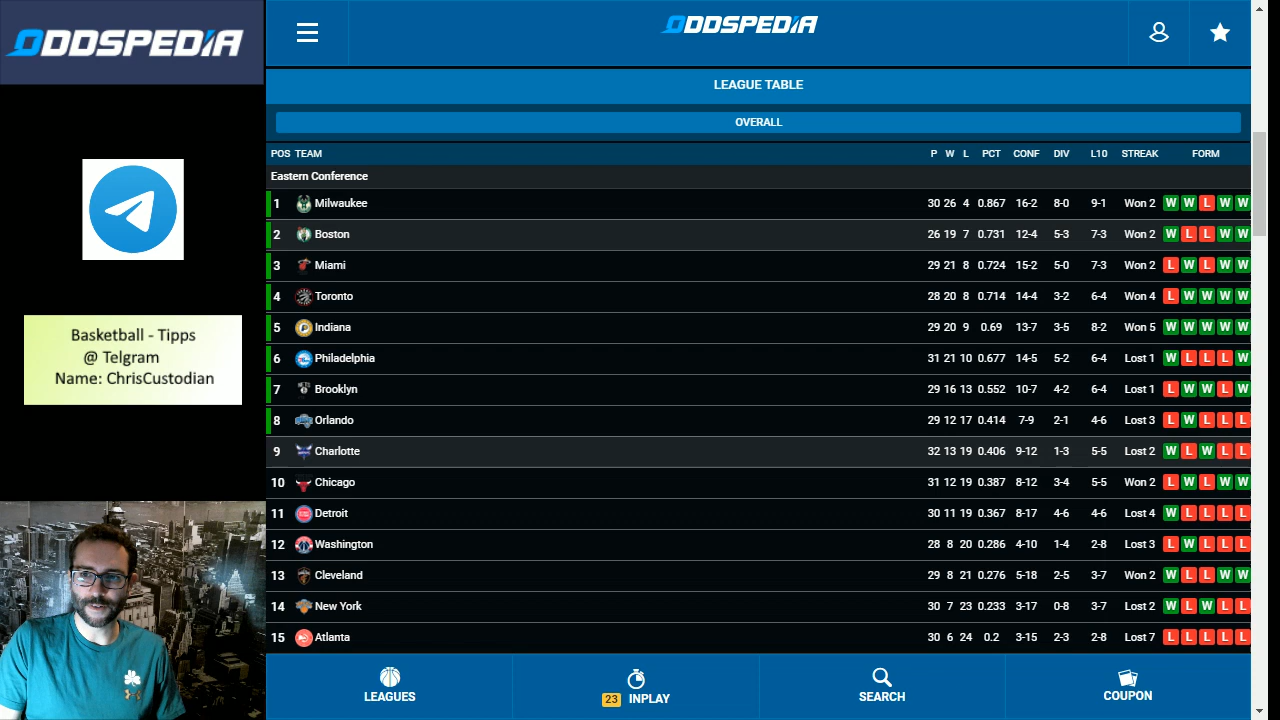 ODDSPEDIA
ODDSPEDIA
Basketball - Tipps
@ Telgram
Name: ChrisCustodian
LEAGUE TABLE
OVERALL
POS TEAM P W L PCT CONF DIV L10 STREAK FORM
Eastern Conference
1 Milwaukee 30 26 4 0.867 16-2 8-0 9-1 Won 2 W W L W W
2 Boston 26 19 7 0.731 12-4 5-3 7-3 Won 2 W L L W W
3 Miami 29 21 8 0.724 15-2 5-0 7-3 Won 2 L W L W W
4 Toronto 28 20 8 0.714 14-4 3-2 6-4 Won 4 L W W W W
5 Indiana 29 20 9 0.69 13-7 3-5 8-2 Won 5 W W W W W
6 Philadelphia 31 21 10 0.677 14-5 5-2 6-4 Lost 1 W L L L W
7 Brooklyn 29 16 13 0.552 10-7 4-2 6-4 Lost 1 L W W L W
8 Orlando 29 12 17 0.414 7-9 2-1 4-6 Lost 3 L W L L L
9 Charlotte 32 13 19 0.406 9-12 1-3 5-5 Lost 2 W L W L L
10 Chicago 31 12 19 0.387 8-12 3-4 5-5 Won 2 L W L W W
11 Detroit 30 11 19 0.367 8-17 4-6 4-6 Lost 4 W L L L L
12 Washington 28 8 20 0.286 4-10 1-4 2-8 Lost 3 L W L L L
13 Cleveland 29 8 21 0.276 5-18 2-5 3-7 Won 2 W L L W W
14 New York 30 7 23 0.233 3-17 0-8 3-7 Lost 2 W L W L L
15 Atlanta 30 6 24 0.2 3-15 2-3 2-8 Lost 7 L L L L L
LEAGUES
23 INPLAY
SEARCH
COUPON